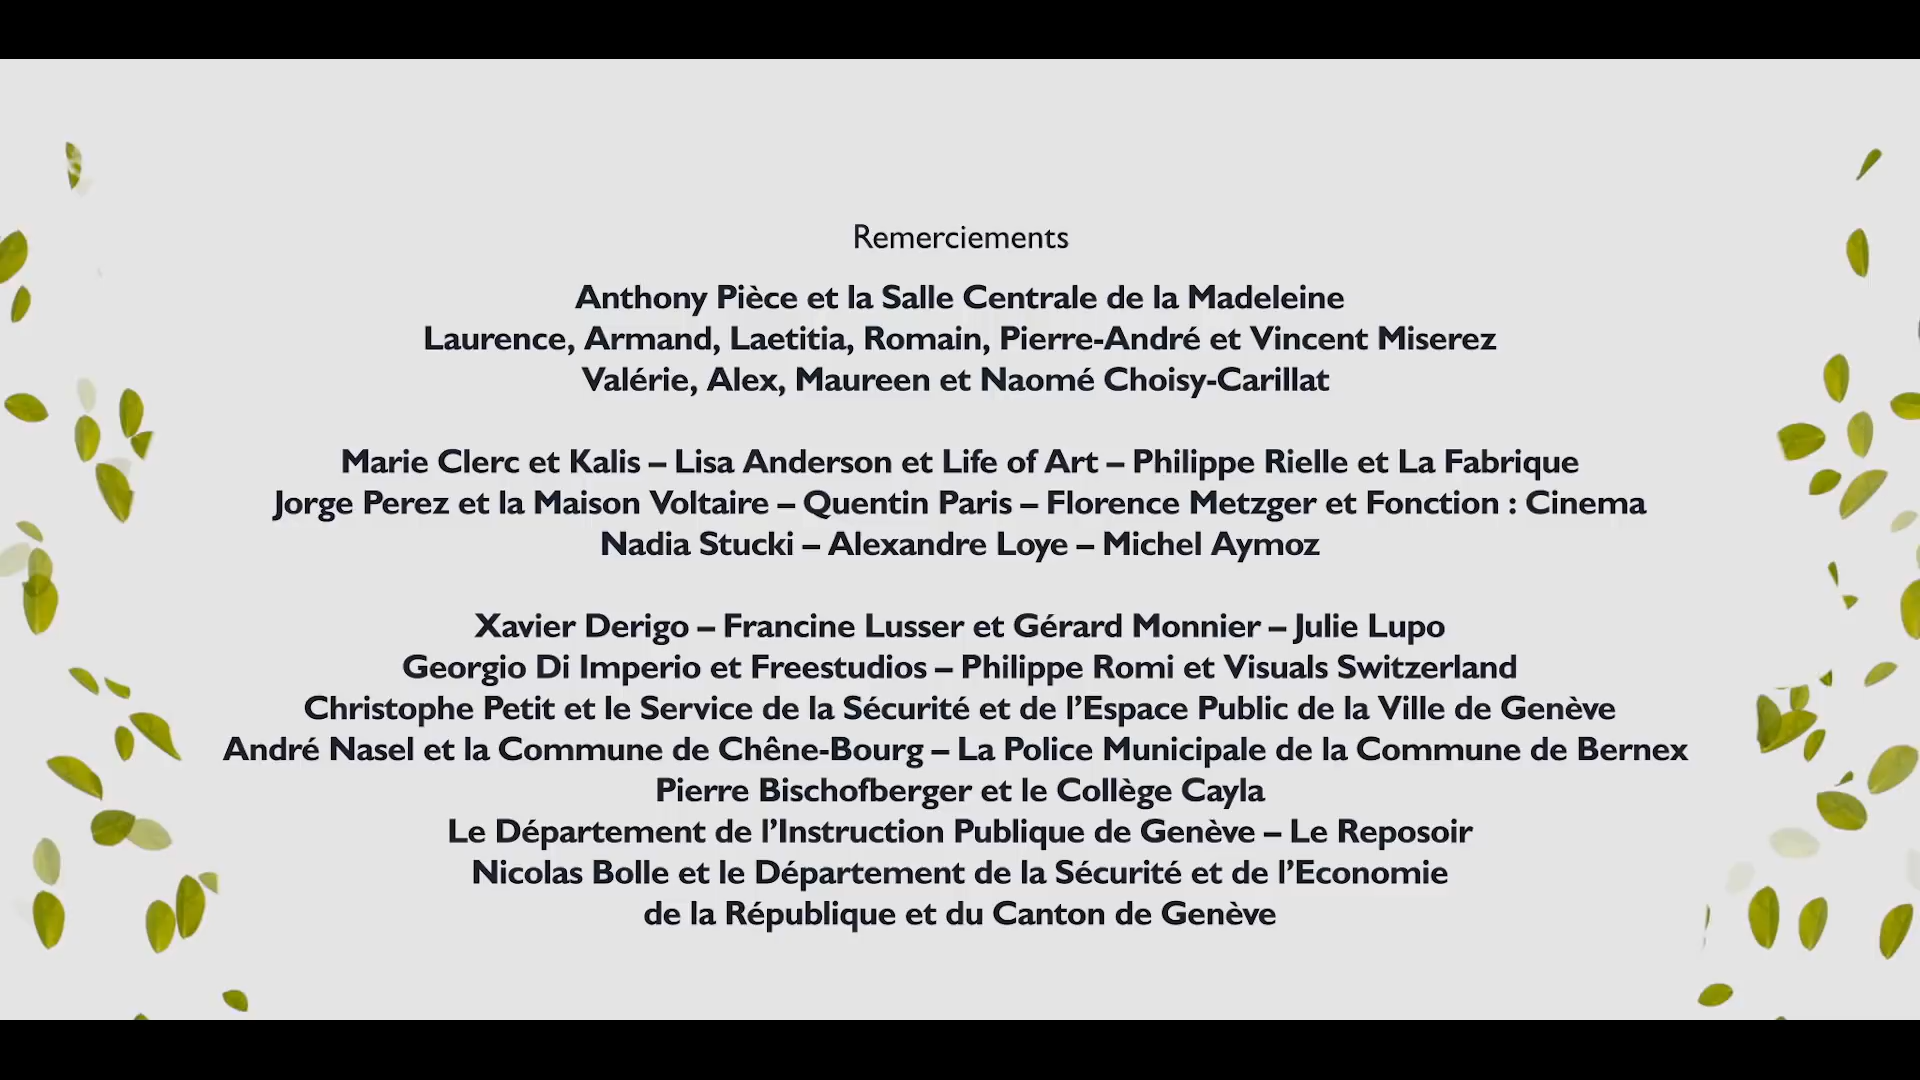 Remerciements
Anthony Pièce et la Salle Centrale de la Madeleine
Laurence, Armand, Laetitia, Romain, Pierre-André et Vincent Miserez
Valérie, Alex, Maureen et Naomé Choisy-Carillat
Marie Clerc et Kalis – Lisa Anderson et Life of Art – Philippe Rielle et La Fabrique
Jorge Perez et la Maison Voltaire – Quentin Paris – Florence Metzger et Fonction : Cinema
Nadia Stucki – Alexandre Loye – Michel Aymoz
Xavier Derigo – Francine Lusser et Gérard Monnier – Julie Lupo
Georgio Di Imperio et Freestudios – Philippe Romi et Visuals Switzerland
Christophe Petit et le Service de la Sécurité et de l’Espace Public de la Ville de Genève
André Nasel et la Commune de Chêne-Bourg – La Police Municipale de la Commune de Bernex
Pierre Bischofberger et le Collège Cayla
Le Département de l’Instruction Publique de Genève – Le Reposoir
Nicolas Bolle et le Département de la Sécurité et de l’Economie
de la République et du Canton de Genève